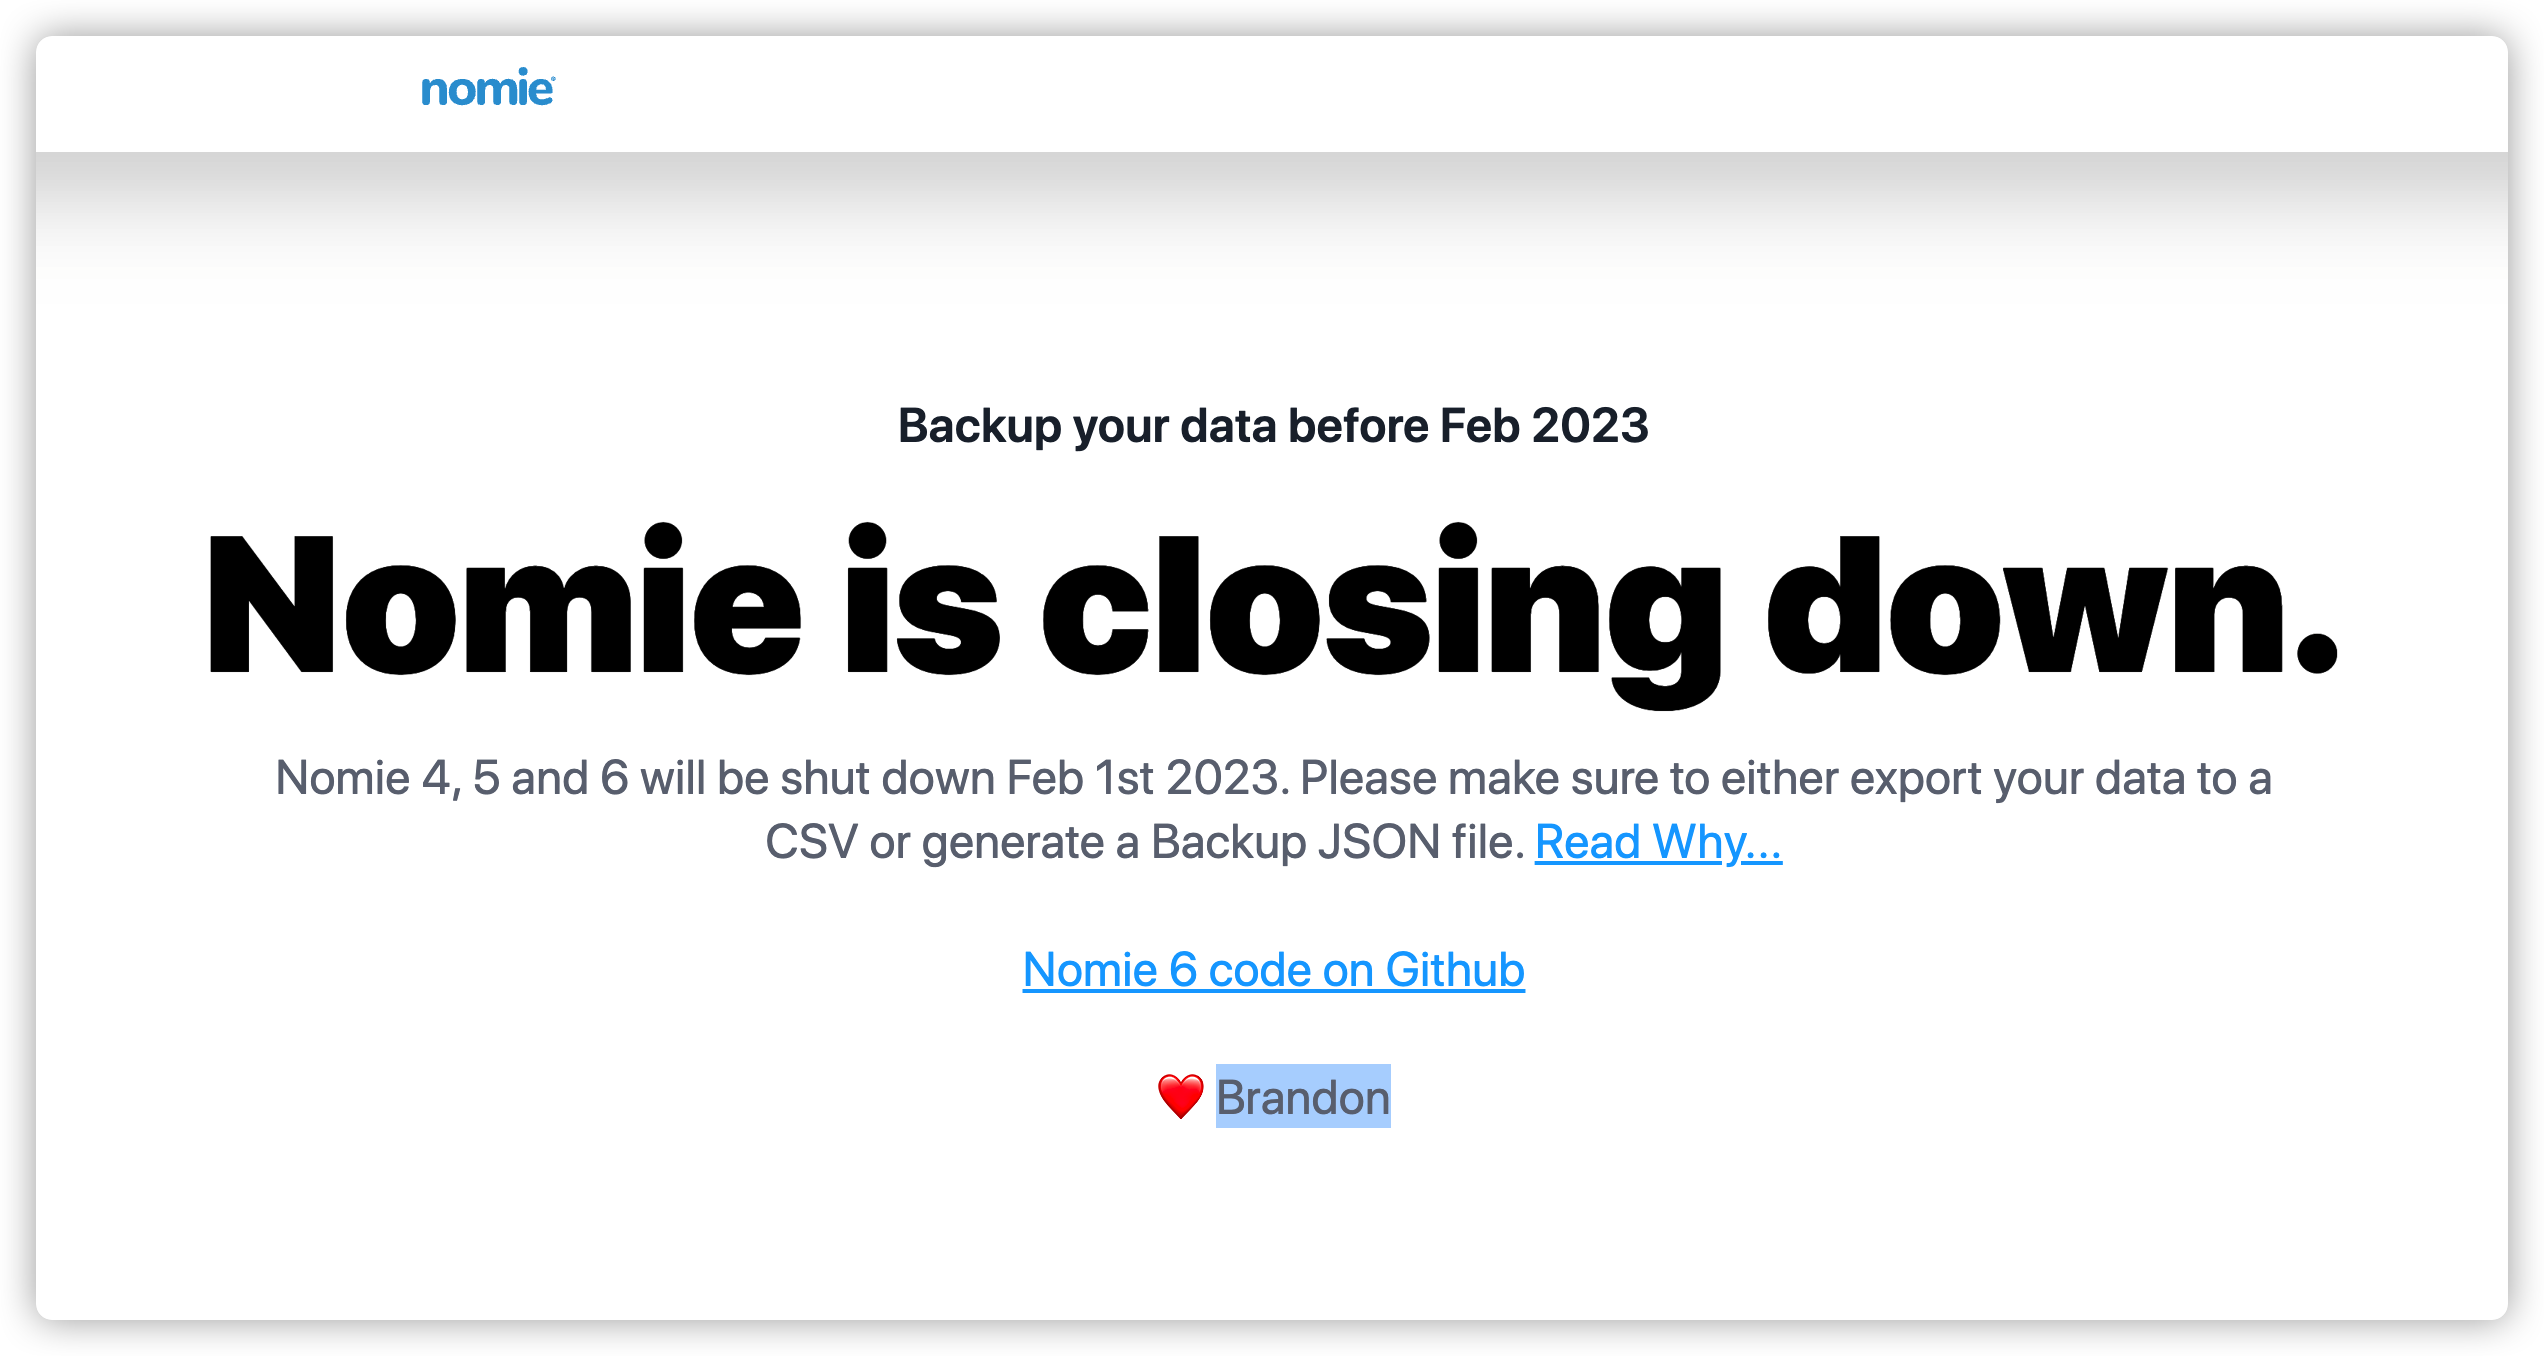 nomie
Backup your data before Feb 2023
Nomie is closing down.
Nomie 4, 5 and 6 will be shut down Feb 1st 2023. Please make sure to either export your data to a
CSV or generate a Backup JSON file. Read Why...
Nomie 6 code on Github
❤️ Brandon